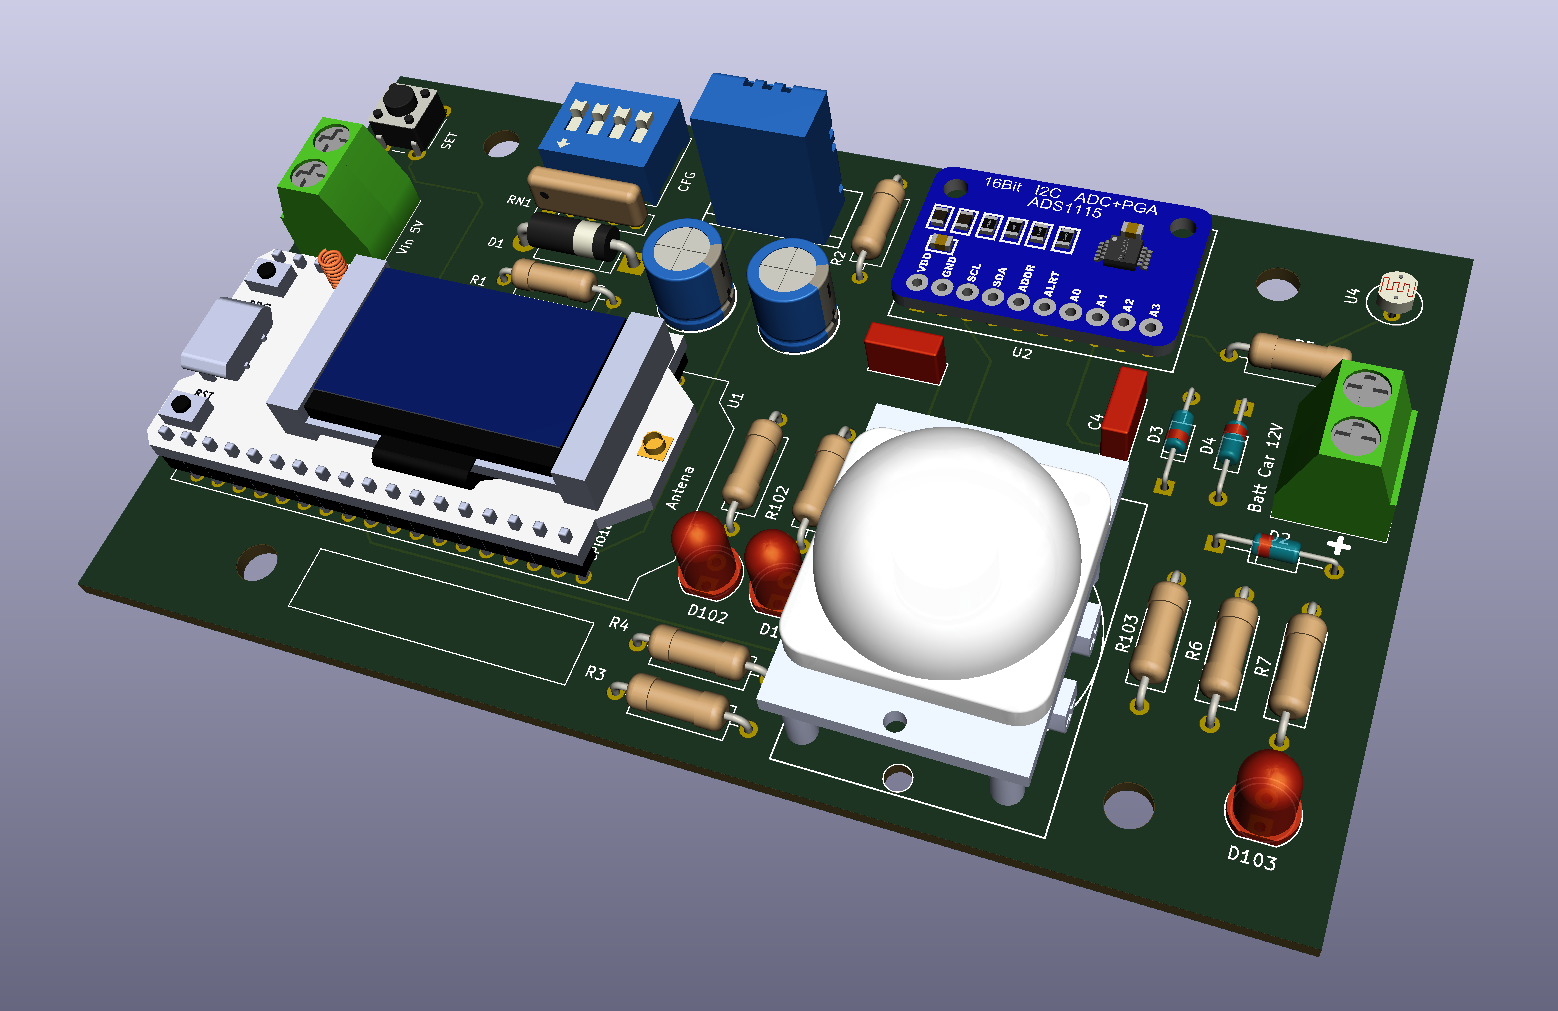 SET
CFG
RN1
Vin 5v
D1
R1
R2
16Bit I2C ADC+PGA
ADS1115
VDD
GND
SCL
SDA
ADDR
ALRT
A0
A1
A2
A3
U2
U4
RST
U1
Antena
C4
D3
D4
Batt Car 12V
D2
+
R102
D102
R4
R3
R103
R6
R7
D103